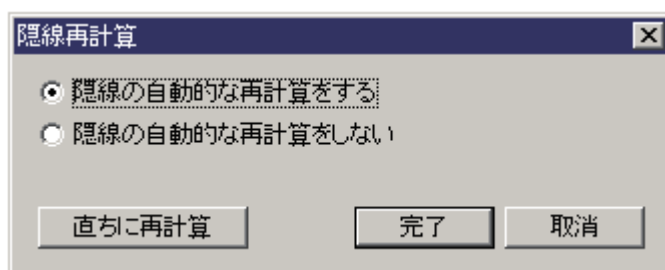 隠線再計算
隠線の自動的な再計算をする
隠線の自動的な再計算をしない
直ちに再計算 完了 取消